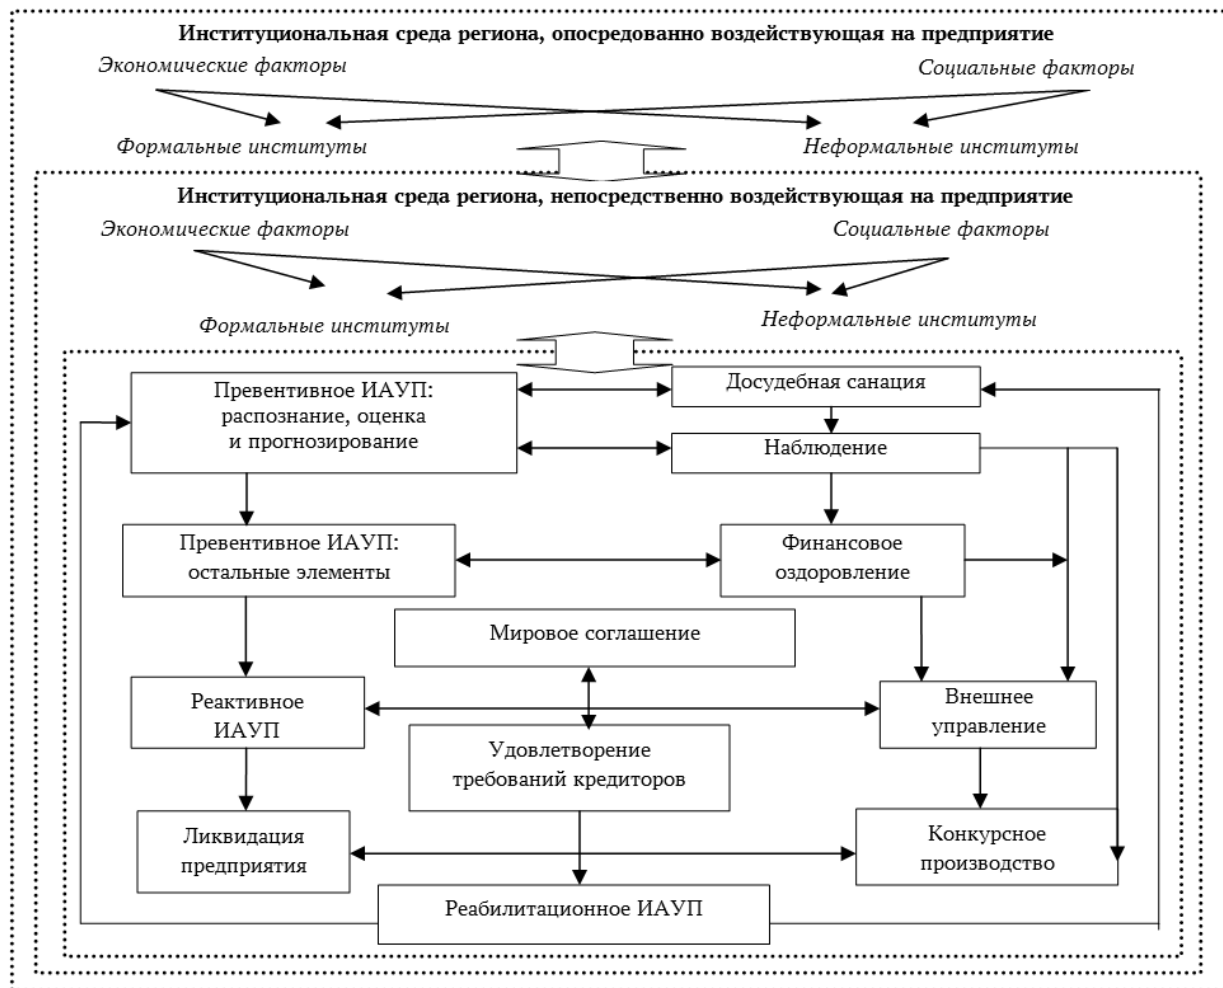 Институциональная среда региона, опосредованно воздействующая на предприятие
Экономические факторы
Социальные факторы
Формальные институты
Неформальные институты
Институциональная среда региона, непосредственно воздействующая на предприятие
Экономические факторы
Социальные факторы
Формальные институты
Неформальные институты
Превентивное ИАУП:
распознание, оценка
и прогнозирование
Досудебная санация
Наблюдение
Превентивное ИАУП:
остальные элементы
Финансовое
оздоровление
Мировое соглашение
Реактивное
ИАУП
Внешнее
управление
Удовлетворение
требований кредиторов
Ликвидация
предприятия
Конкурсное
производство
Реабилитационное ИАУП